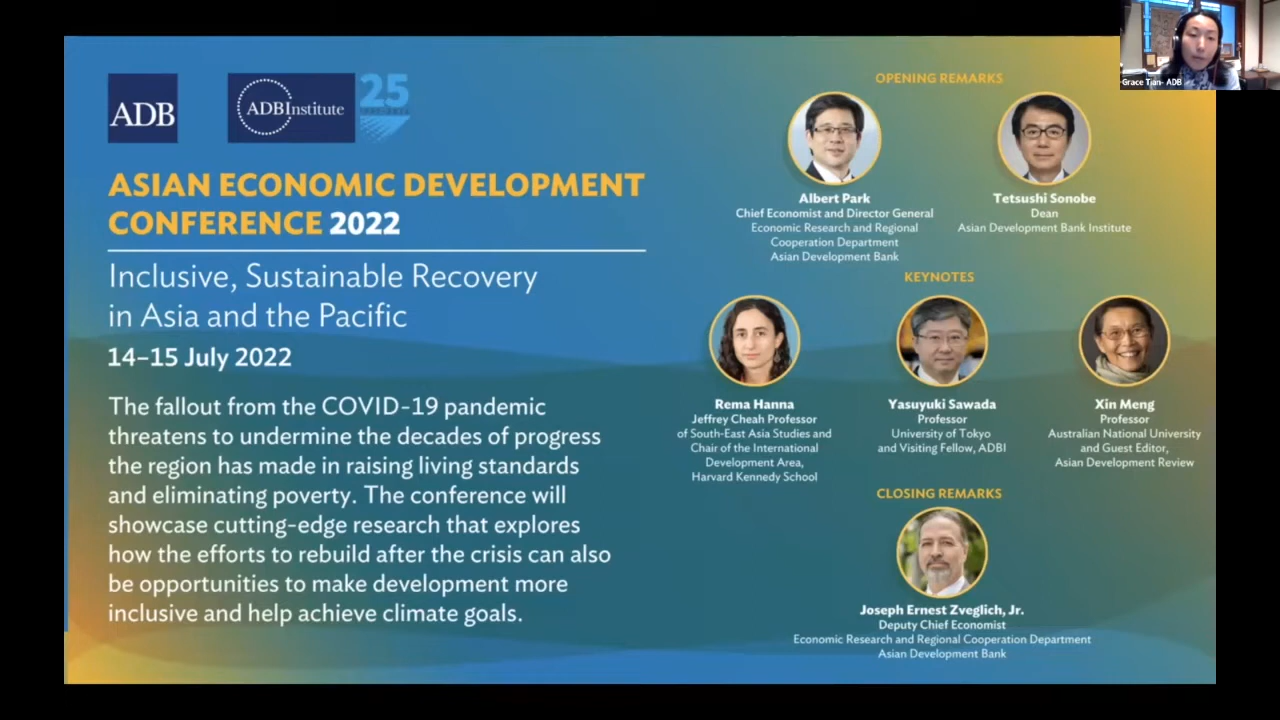 ADB
ADBINSTITUTE
25
ASIAN ECONOMIC DEVELOPMENT
CONFERENCE 2022
Inclusive, Sustainable Recovery
in Asia and the Pacific
14–15 July 2022
The fallout from the COVID-19 pandemic
threatens to undermine the decades of progress
the region has made in raising living standards
and eliminating poverty. The conference will
showcase cutting-edge research that explores
how the efforts to rebuild after the crisis can also
be opportunities to make development more
inclusive and help achieve climate goals.
OPENING REMARKS
Albert Park
Chief Economist and Director General
Economic Research and Regional
Cooperation Department
Asian Development Bank
Tetsushi Sonobe
Dean
Asian Development Bank Institute
KEYNOTES
Rema Hanna
Jeffrey Cheah Professor
of South-East Asia Studies and
Chair of the International
Development Area,
Harvard Kennedy School
Yasuyuki Sawada
Professor
University of Tokyo
and Visiting Fellow, ADBI
Xin Meng
Professor
Australian National University
and Guest Editor,
Asian Development Review
CLOSING REMARKS
Joseph Ernest Zveglich, Jr.
Deputy Chief Economist
Economic Research and Regional Cooperation Department
Asian Development Bank
Grace Tian- ADB